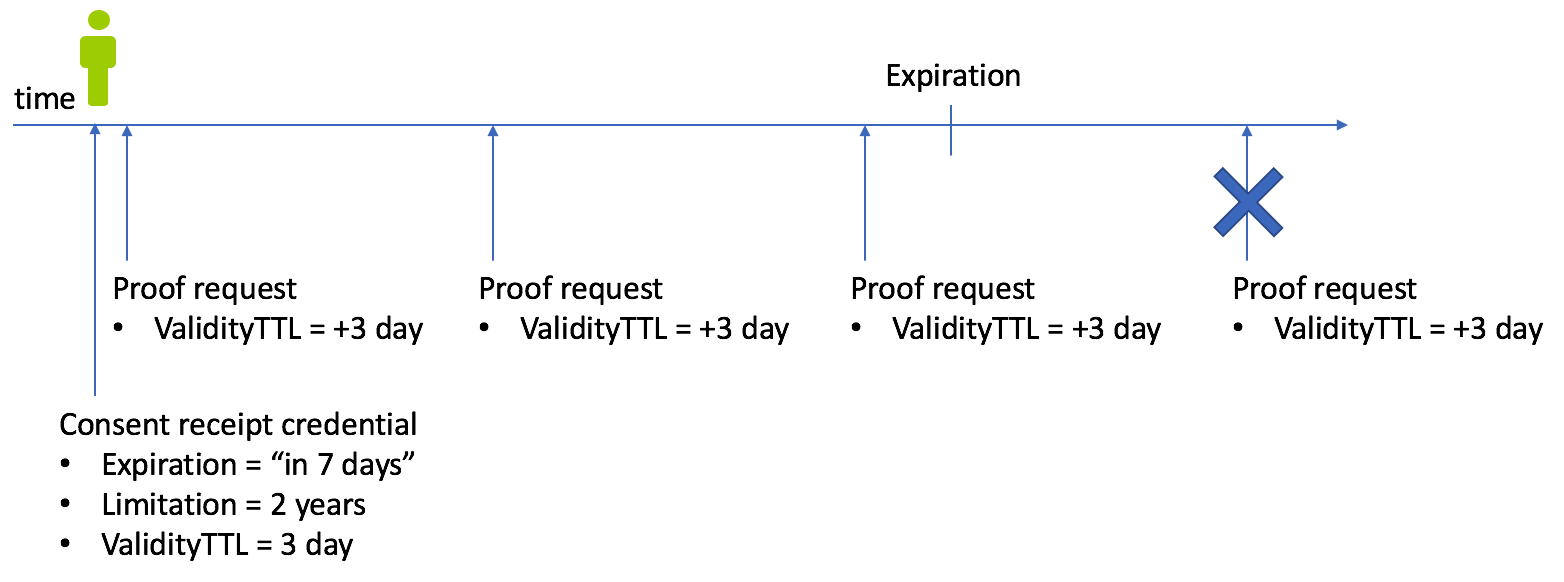 Expiration
time
Proof request
• ValidityTTL = +3 day
Proof request
• ValidityTTL = +3 day
Proof request
• ValidityTTL = +3 day
Proof request
• ValidityTTL = +3 day
Consent receipt credential
• Expiration = “in 7 days”
• Limitation = 2 years
• ValidityTTL = 3 day